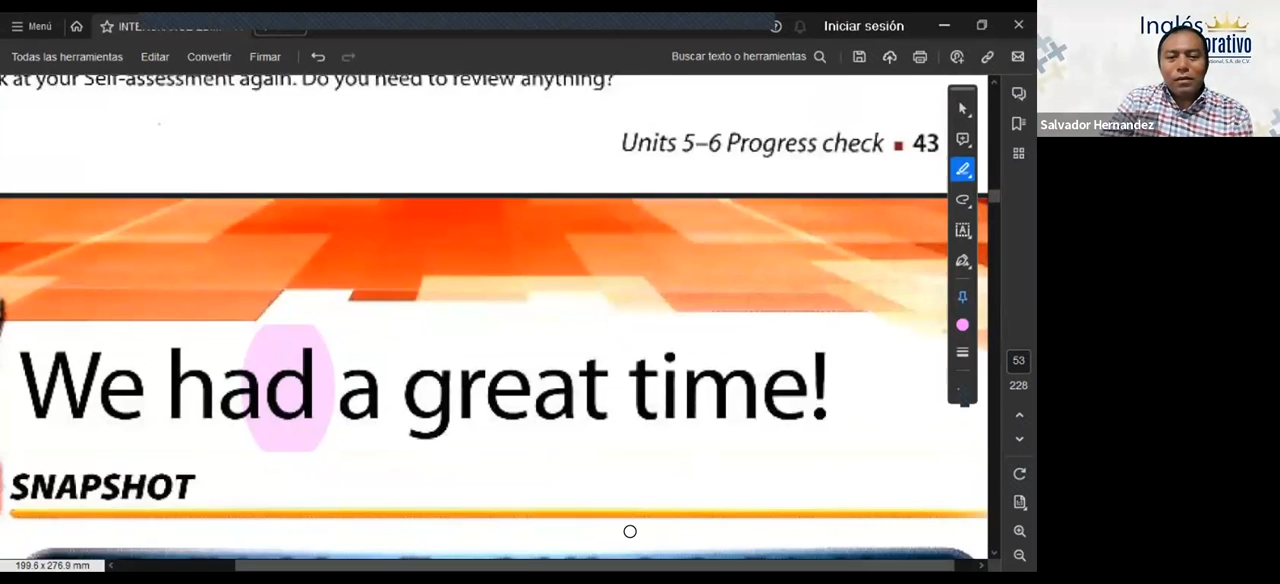 Menú
Iniciar sesión
Todas las herramientas Editar Convertir Firmar
Buscar texto o herramientas
k at your Self-assessment again. Do you need to review anything?
Units 5–6 Progress check ■ 43
We had a great time!
SNAPSHOT
53
228
199.6 x 276.9 mm
Inglés
Salvador Hernandez